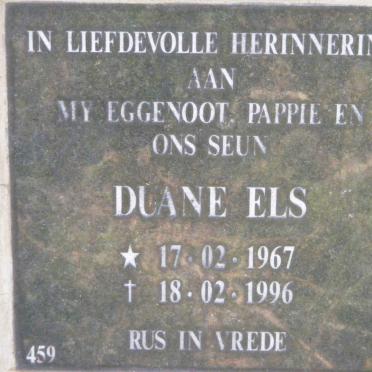 IN LIEFDEVOLLE HERINNERIN
AAN
MY EGGENOOT, PAPPIE EN
ONS SEUN
DUANE ELS
★ 17·02·1967
† 18·02·1996
RUS IN VREDE
459